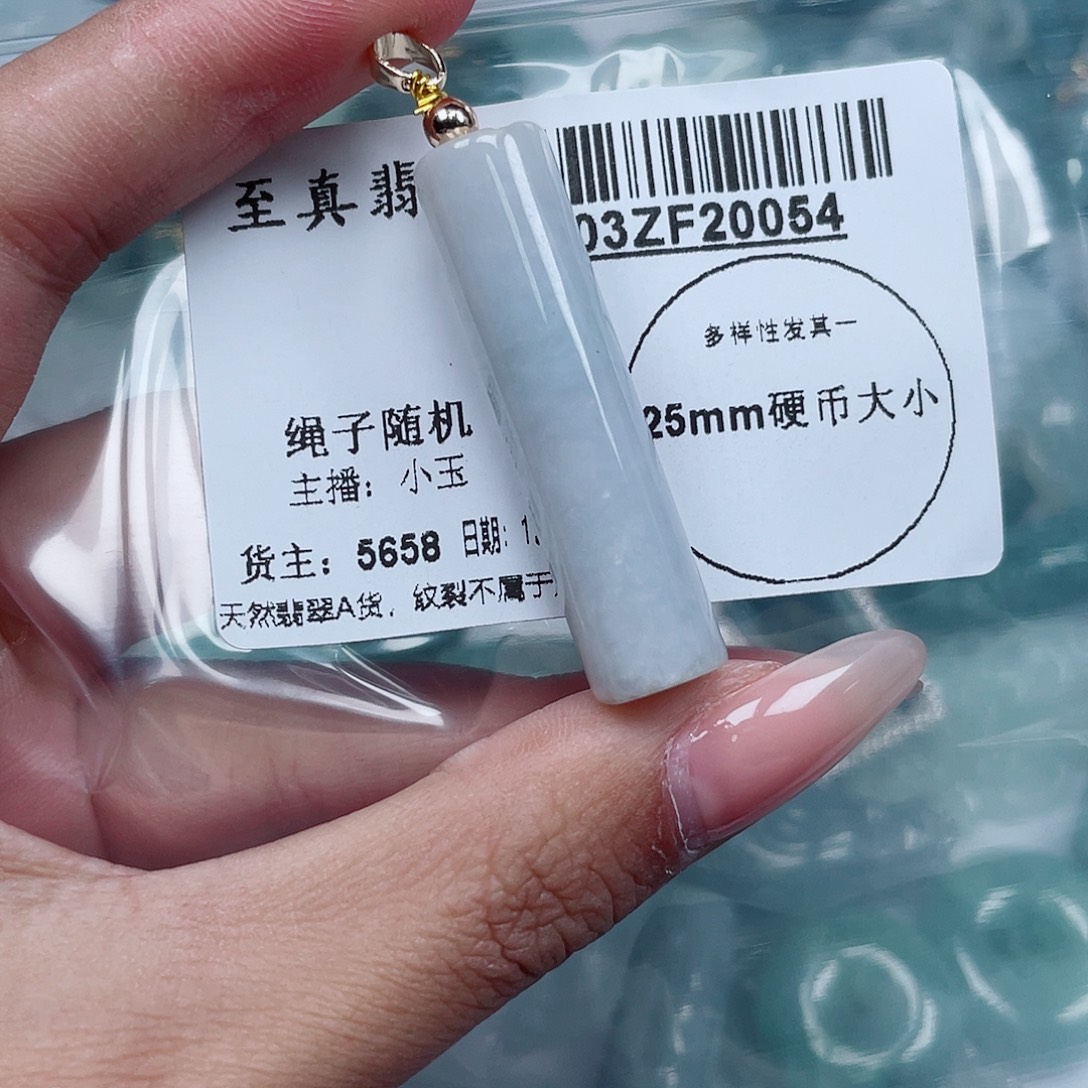 至真翡
03ZF20054
多样性发其一
25mm硬币大小
绳子随机
主播：小玉
货主：5658 日期：1.
天然翡翠A货，纹裂不属于